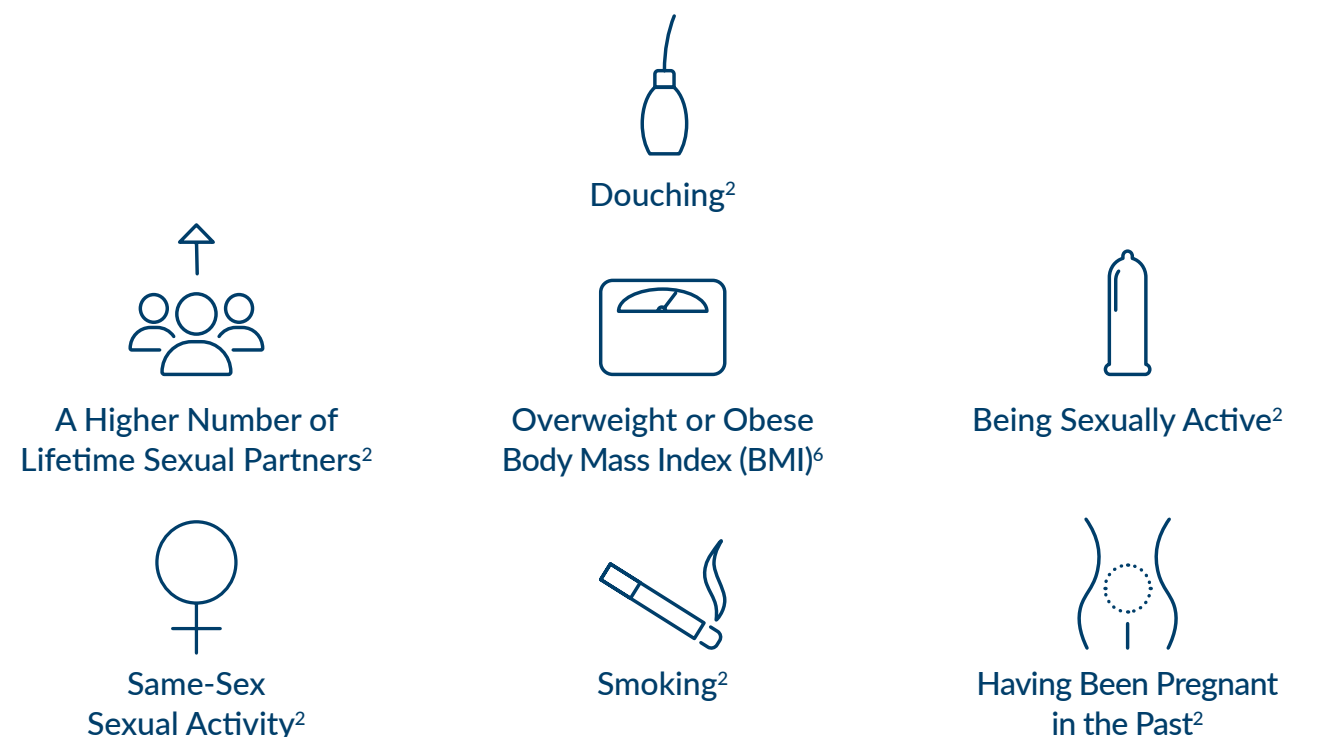 Douching²
A Higher Number of
Lifetime Sexual Partners²
Overweight or Obese
Body Mass Index (BMI)⁶
Being Sexually Active²
Same-Sex
Sexual Activity²
Smoking²
Having Been Pregnant
in the Past²